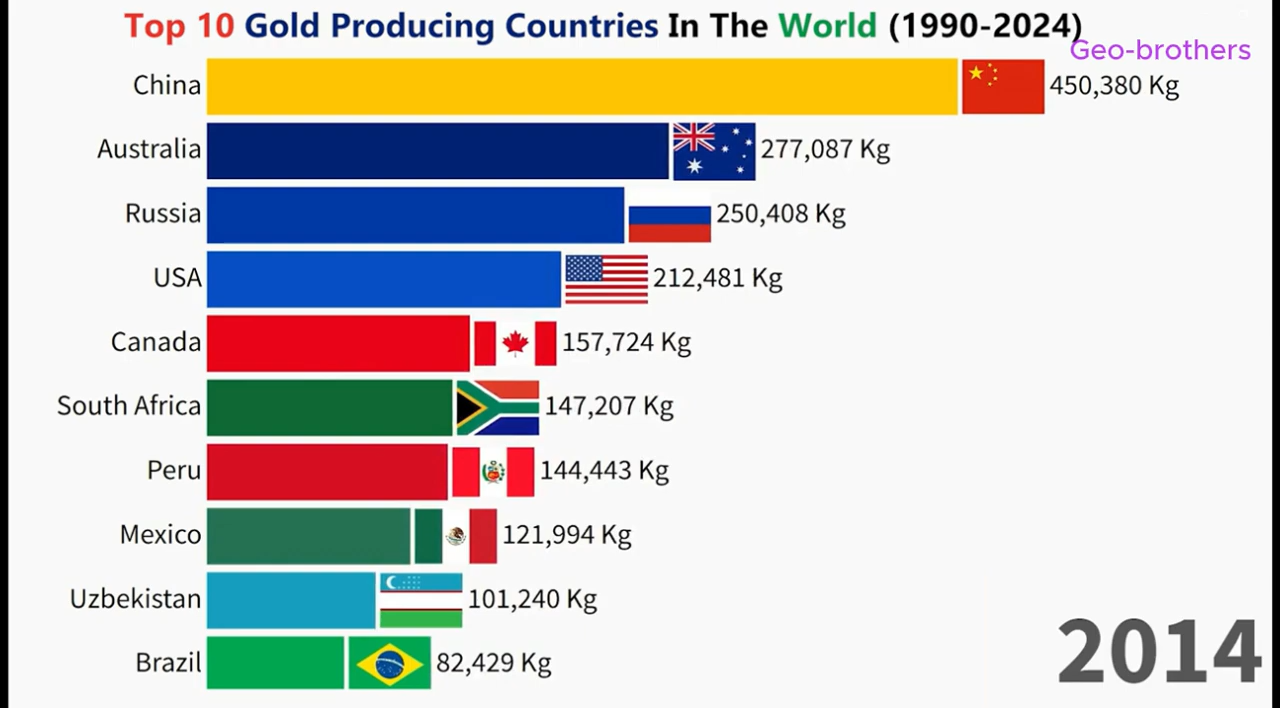 Top 10 Gold Producing Countries In The World (1990-2024)
Geo-brothers
China 450,380 Kg
Australia 277,087 Kg
Russia 250,408 Kg
USA 212,481 Kg
Canada 157,724 Kg
South Africa 147,207 Kg
Peru 144,443 Kg
Mexico 121,994 Kg
Uzbekistan 101,240 Kg
Brazil 82,429 Kg
2014